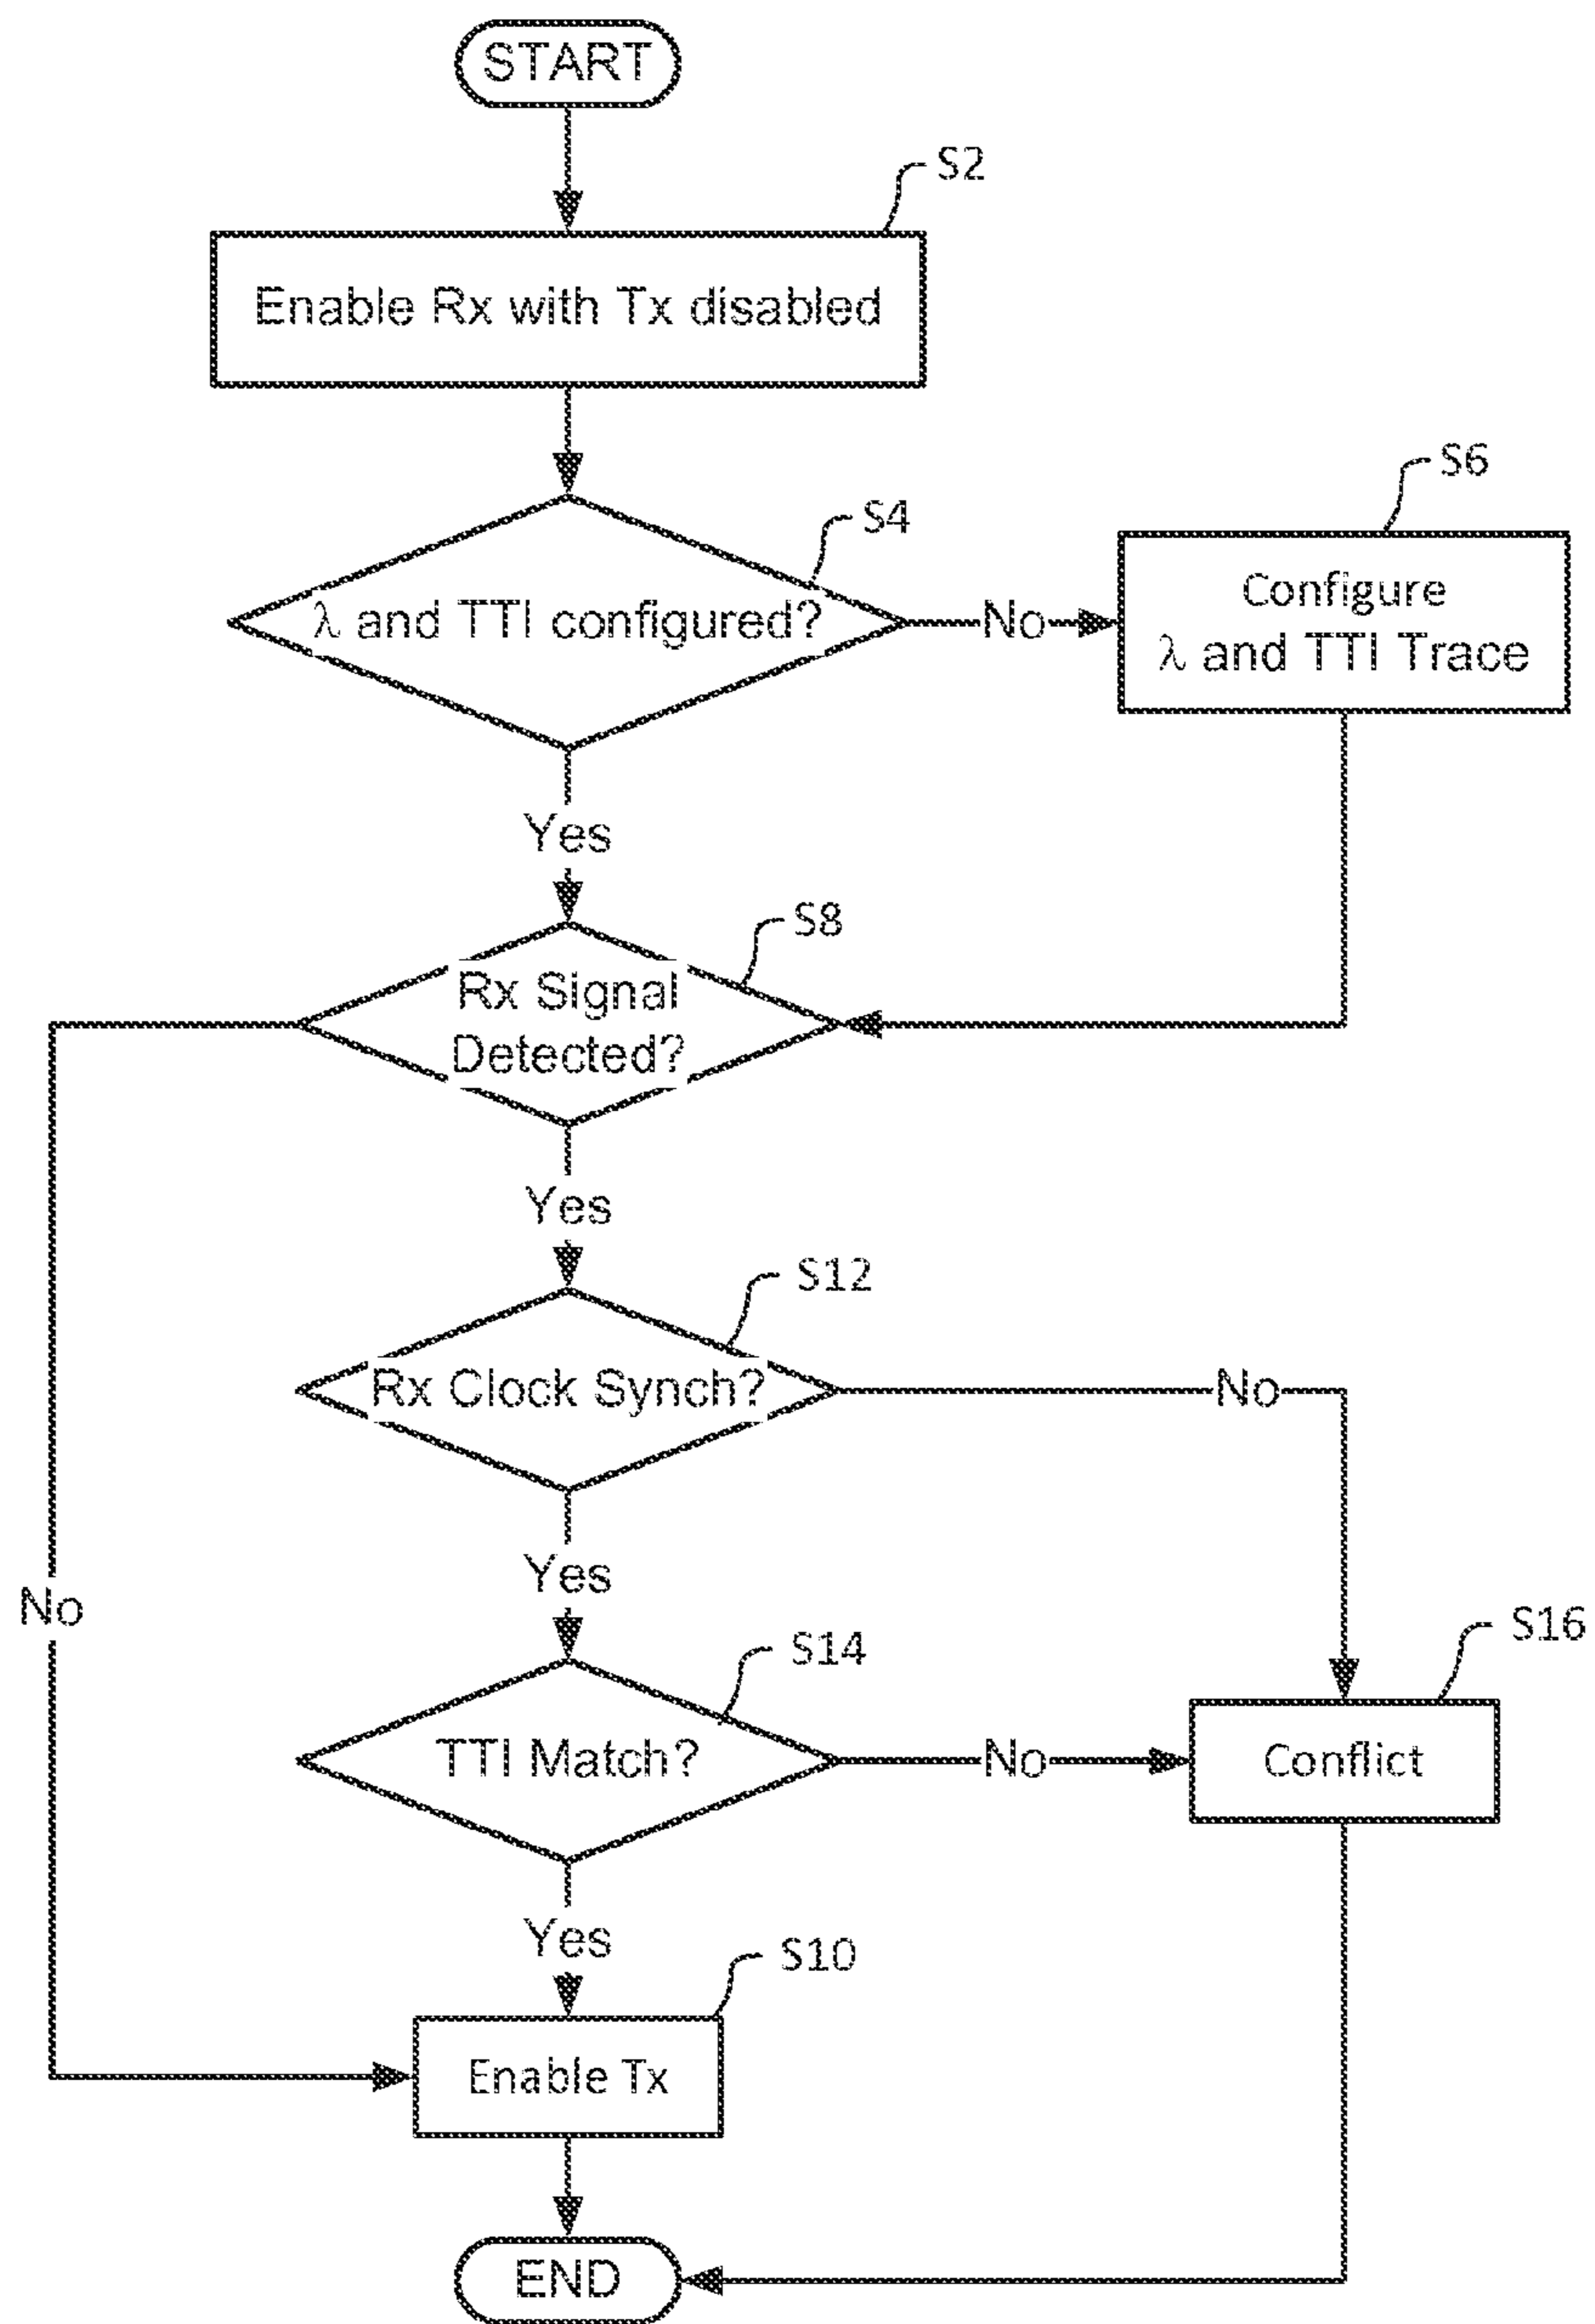 START
S2
Enable Rx with Tx disabled
S4
λ and TTI configured?
No
S6
Configure
λ and TTI Trace
Yes
S8
Rx Signal
Detected?
Yes
S12
Rx Clock Synch?
No
Yes
No
S14
TTI Match?
No
S16
Conflict
Yes
S10
Enable Tx
END